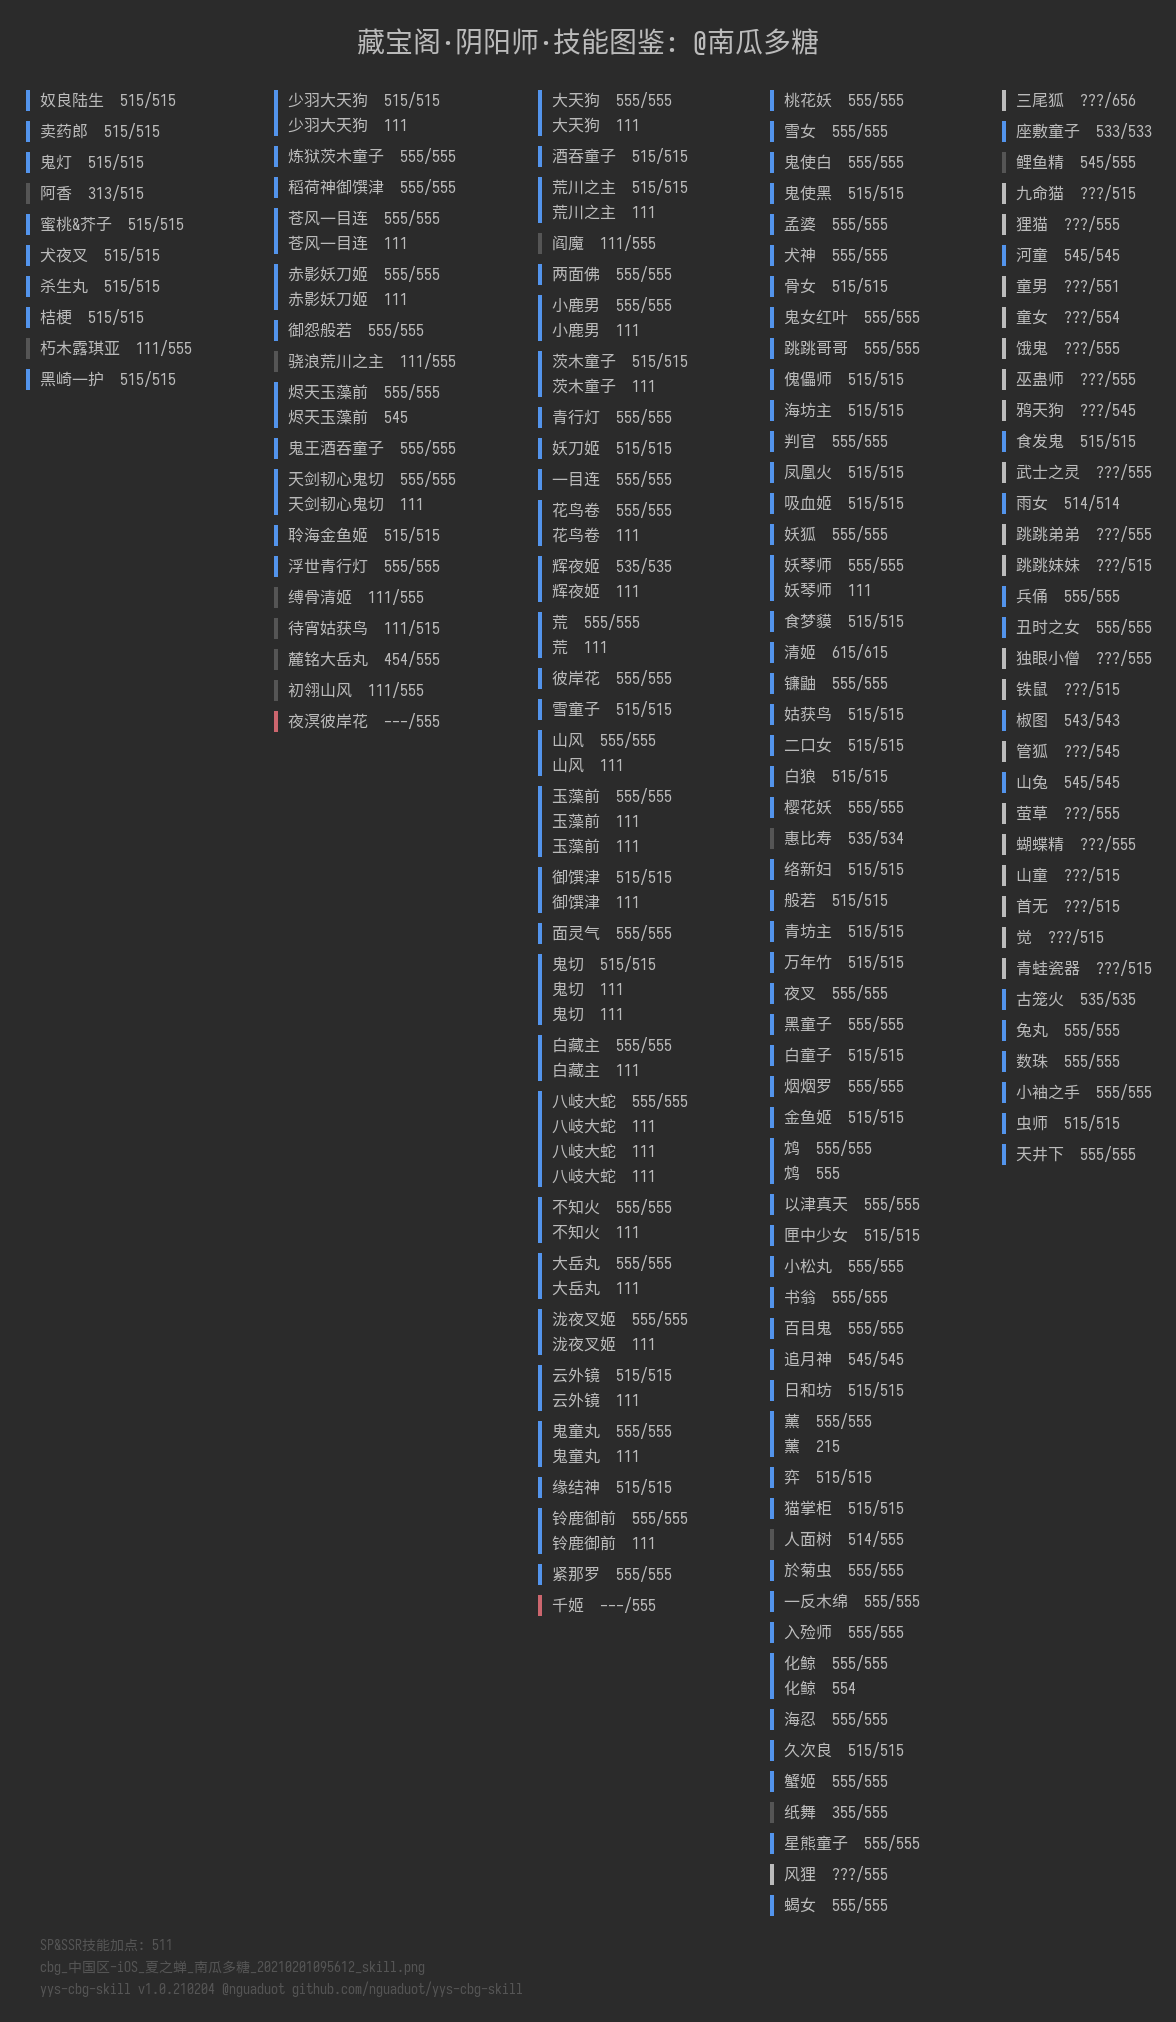 藏宝阁·阴阳师·技能图鉴: @南瓜多糖
奴良陆生 515/515
卖药郎 515/515
鬼灯 515/515
阿香 313/515
蜜桃&芥子 515/515
犬夜叉 515/515
杀生丸 515/515
桔梗 515/515
朽木露琪亚 111/555
黑崎一护 515/515
少羽大天狗 515/515
少羽大天狗 111
炼狱茨木童子 555/555
稻荷神御馔津 555/555
苍风一目连 555/555
苍风一目连 111
赤影妖刀姬 555/555
赤影妖刀姬 111
御怨般若 555/555
骁浪荒川之主 111/555
烬天玉藻前 555/555
烬天玉藻前 545
鬼王酒吞童子 555/555
天剑韧心鬼切 555/555
天剑韧心鬼切 111
聆海金鱼姬 515/515
浮世青行灯 555/555
缚骨清姬 111/555
待宵姑获鸟 111/515
麓铭大岳丸 454/555
初翎山风 111/555
夜溟彼岸花 ---/555
大天狗 555/555
大天狗 111
酒吞童子 515/515
荒川之主 515/515
荒川之主 111
阎魔 111/555
两面佛 555/555
小鹿男 555/555
小鹿男 111
茨木童子 515/515
茨木童子 111
青行灯 555/555
妖刀姬 515/515
一目连 555/555
花鸟卷 555/555
花鸟卷 111
辉夜姬 535/535
辉夜姬 111
荒 555/555
荒 111
彼岸花 555/555
雪童子 515/515
山风 555/555
山风 111
玉藻前 555/555
玉藻前 111
玉藻前 111
御馔津 515/515
御馔津 111
面灵气 555/555
鬼切 515/515
鬼切 111
鬼切 111
白藏主 555/555
白藏主 111
八岐大蛇 555/555
八岐大蛇 111
八岐大蛇 111
八岐大蛇 111
不知火 555/555
不知火 111
大岳丸 555/555
大岳丸 111
泷夜叉姬 555/555
泷夜叉姬 111
云外镜 515/515
云外镜 111
鬼童丸 555/555
鬼童丸 111
缘结神 515/515
铃鹿御前 555/555
铃鹿御前 111
紧那罗 555/555
千姬 ---/555
桃花妖 555/555
雪女 555/555
鬼使白 555/555
鬼使黑 515/515
孟婆 555/555
犬神 555/555
骨女 515/515
鬼女红叶 555/555
跳跳哥哥 555/555
傀儡师 515/515
海坊主 515/515
判官 555/555
凤凰火 515/515
吸血姬 515/515
妖狐 555/555
妖琴师 555/555
妖琴师 111
食梦貘 515/515
清姬 615/615
镰鼬 555/555
姑获鸟 515/515
二口女 515/515
白狼 515/515
樱花妖 555/555
惠比寿 535/534
络新妇 515/515
般若 515/515
青坊主 515/515
万年竹 515/515
夜叉 555/555
黑童子 555/555
白童子 515/515
烟烟罗 555/555
金鱼姬 515/515
鸩 555/555
鸩 555
以津真天 555/555
匣中少女 515/515
小松丸 555/555
书翁 555/555
百目鬼 555/555
追月神 545/545
日和坊 515/515
薰 555/555
薰 215
弈 515/515
猫掌柜 515/515
人面树 514/555
於菊虫 555/555
一反木绵 555/555
入殓师 555/555
化鲸 555/555
化鲸 554
海忍 555/555
久次良 515/515
蟹姬 555/555
纸舞 355/555
星熊童子 555/555
风狸 ???/555
蝎女 555/555
三尾狐 ???/656
座敷童子 533/533
鲤鱼精 545/555
九命猫 ???/515
狸猫 ???/555
河童 545/545
童男 ???/551
童女 ???/554
饿鬼 ???/555
巫蛊师 ???/555
鸦天狗 ???/545
食发鬼 515/515
武士之灵 ???/555
雨女 514/514
跳跳弟弟 ???/555
跳跳妹妹 ???/515
兵俑 555/555
丑时之女 555/555
独眼小僧 ???/555
铁鼠 ???/515
椒图 543/543
管狐 ???/545
山兔 545/545
萤草 ???/555
蝴蝶精 ???/555
山童 ???/515
首无 ???/515
觉 ???/515
青蛙瓷器 ???/515
古笼火 535/535
兔丸 555/555
数珠 555/555
小袖之手 555/555
虫师 515/515
天井下 555/555
SP&SSR技能加点: 511
cbg_中国区-iOS_夏之蝉_南瓜多糖_20210201095612_skill.png
yys-cbg-skill v1.0.210204 @nguaduot github.com/nguaduot/yys-cbg-skill